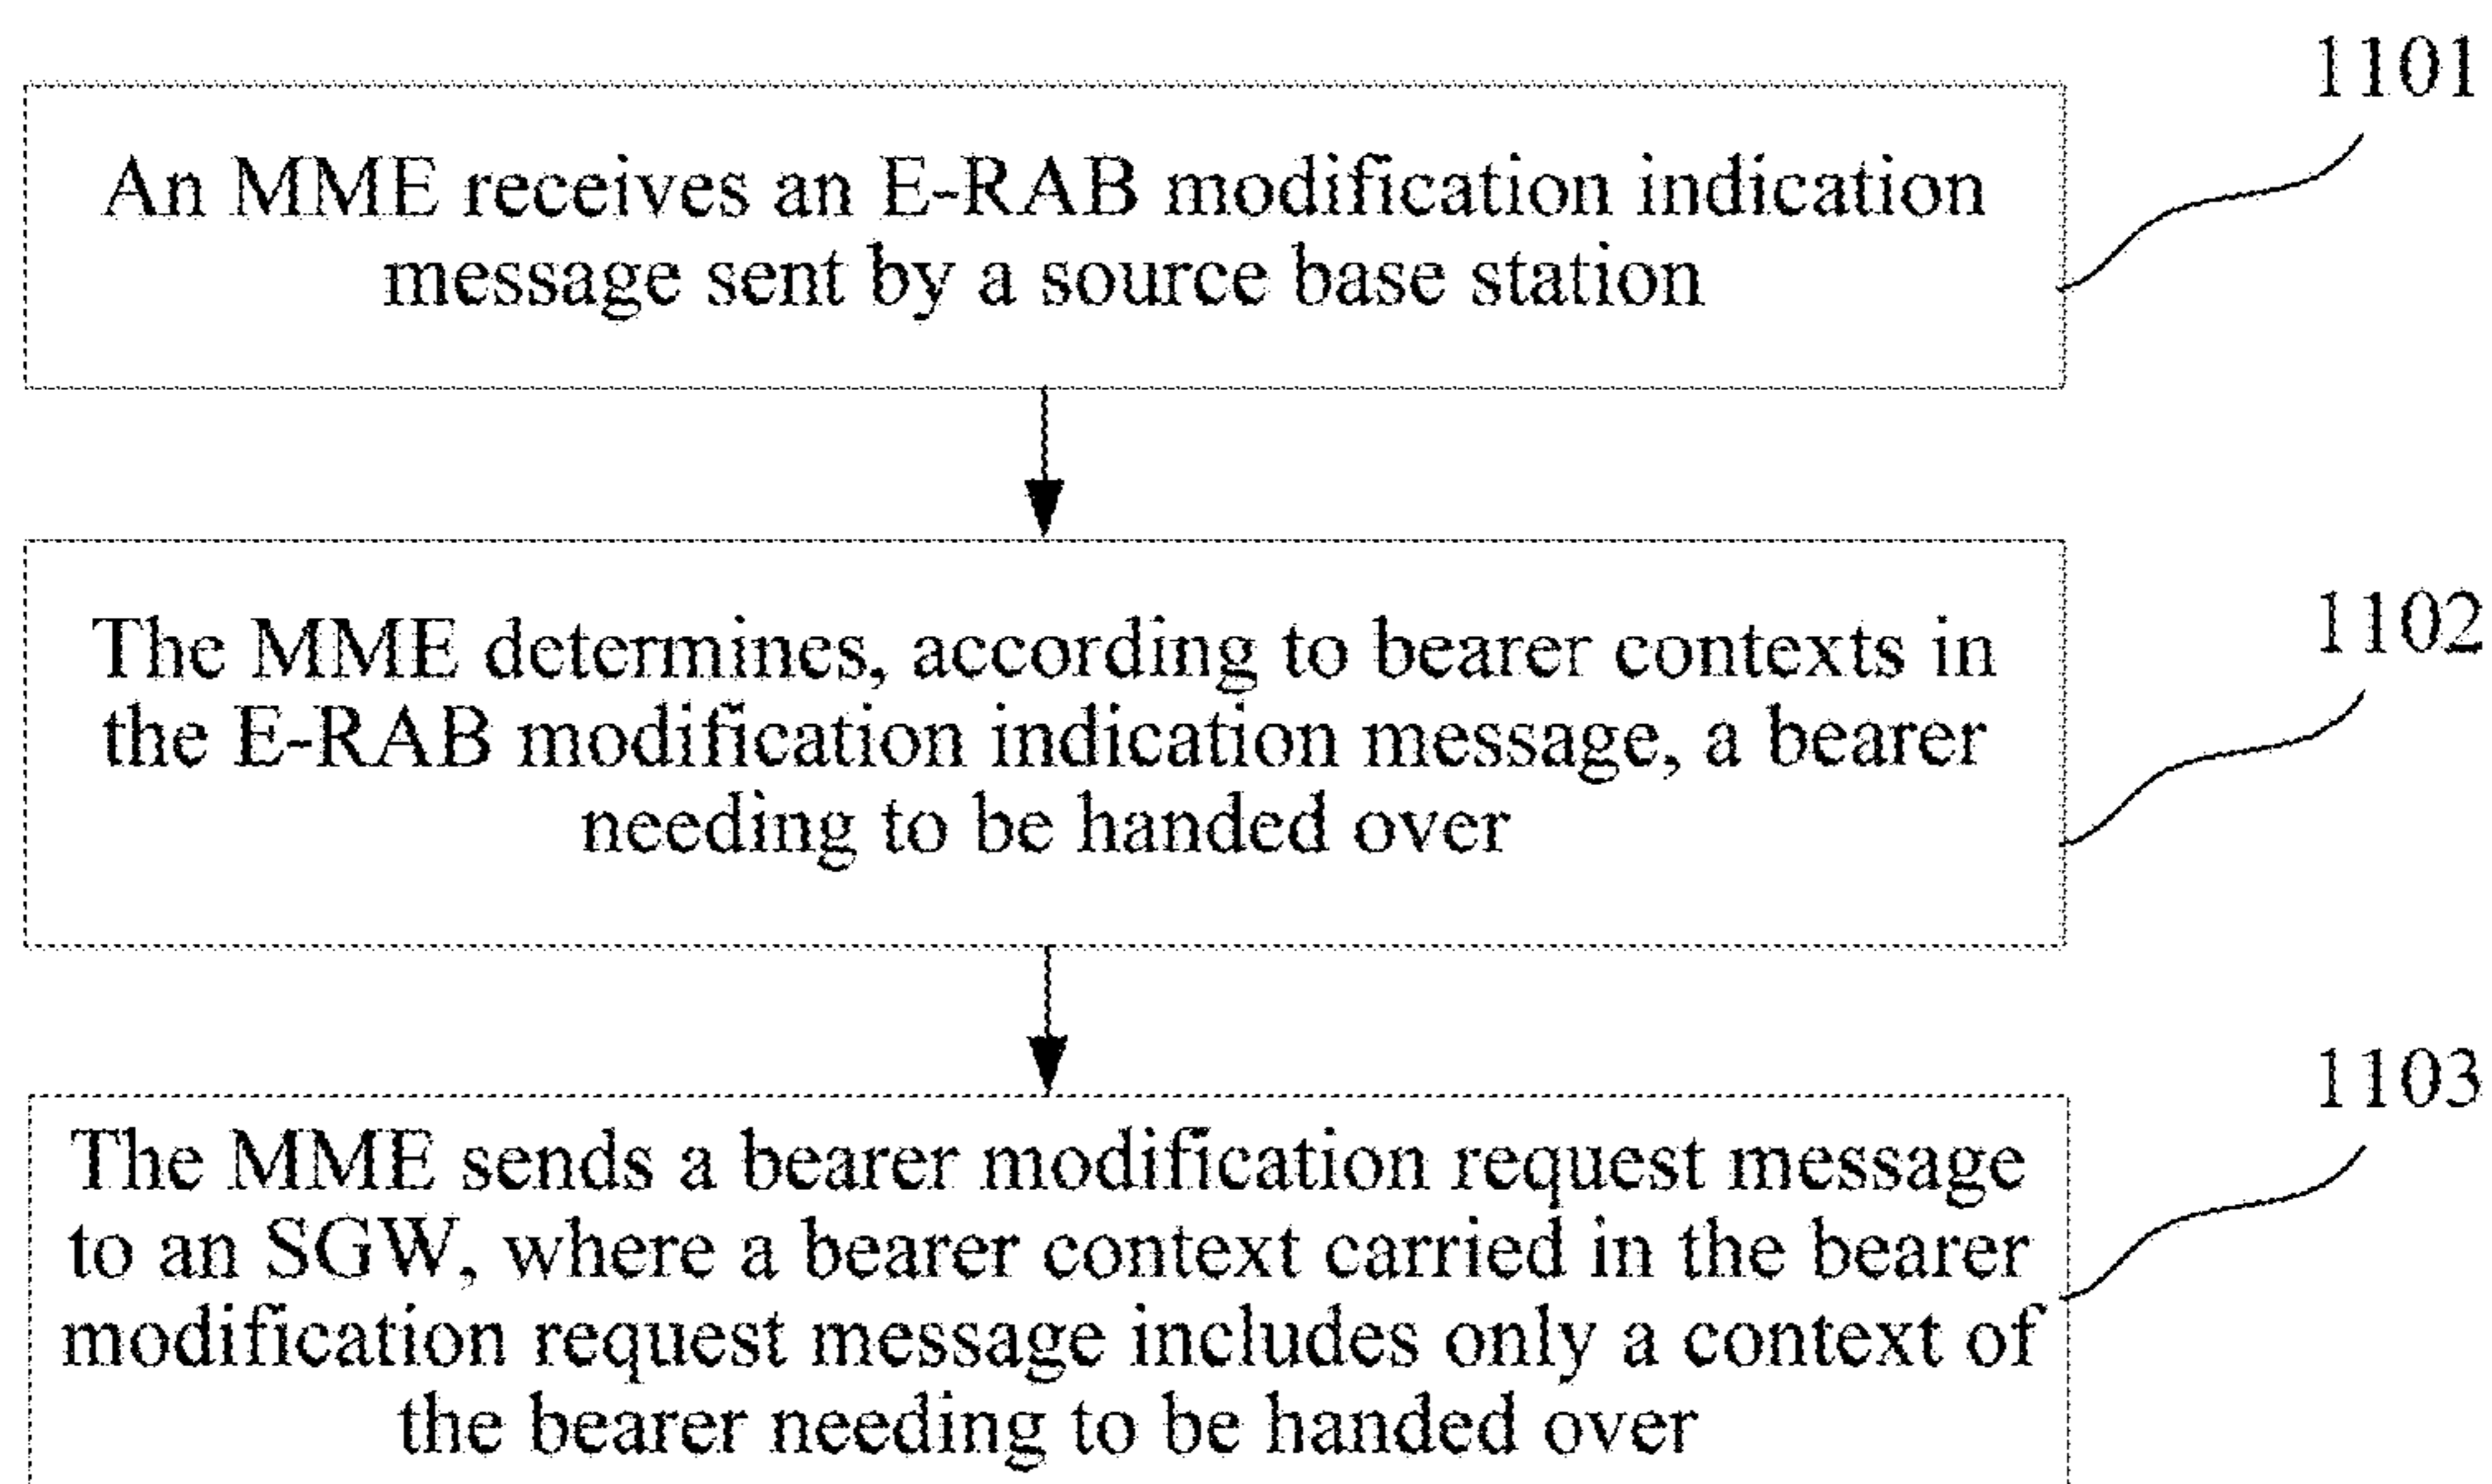 1101
An MME receives an E-RAB modification indication
message sent by a source base station
1102
The MME determines, according to bearer contexts in
the E-RAB modification indication message, a bearer
needing to be handed over
1103
The MME sends a bearer modification request message
to an SGW, where a bearer context carried in the bearer
modification request message includes only a context of
the bearer needing to be handed over